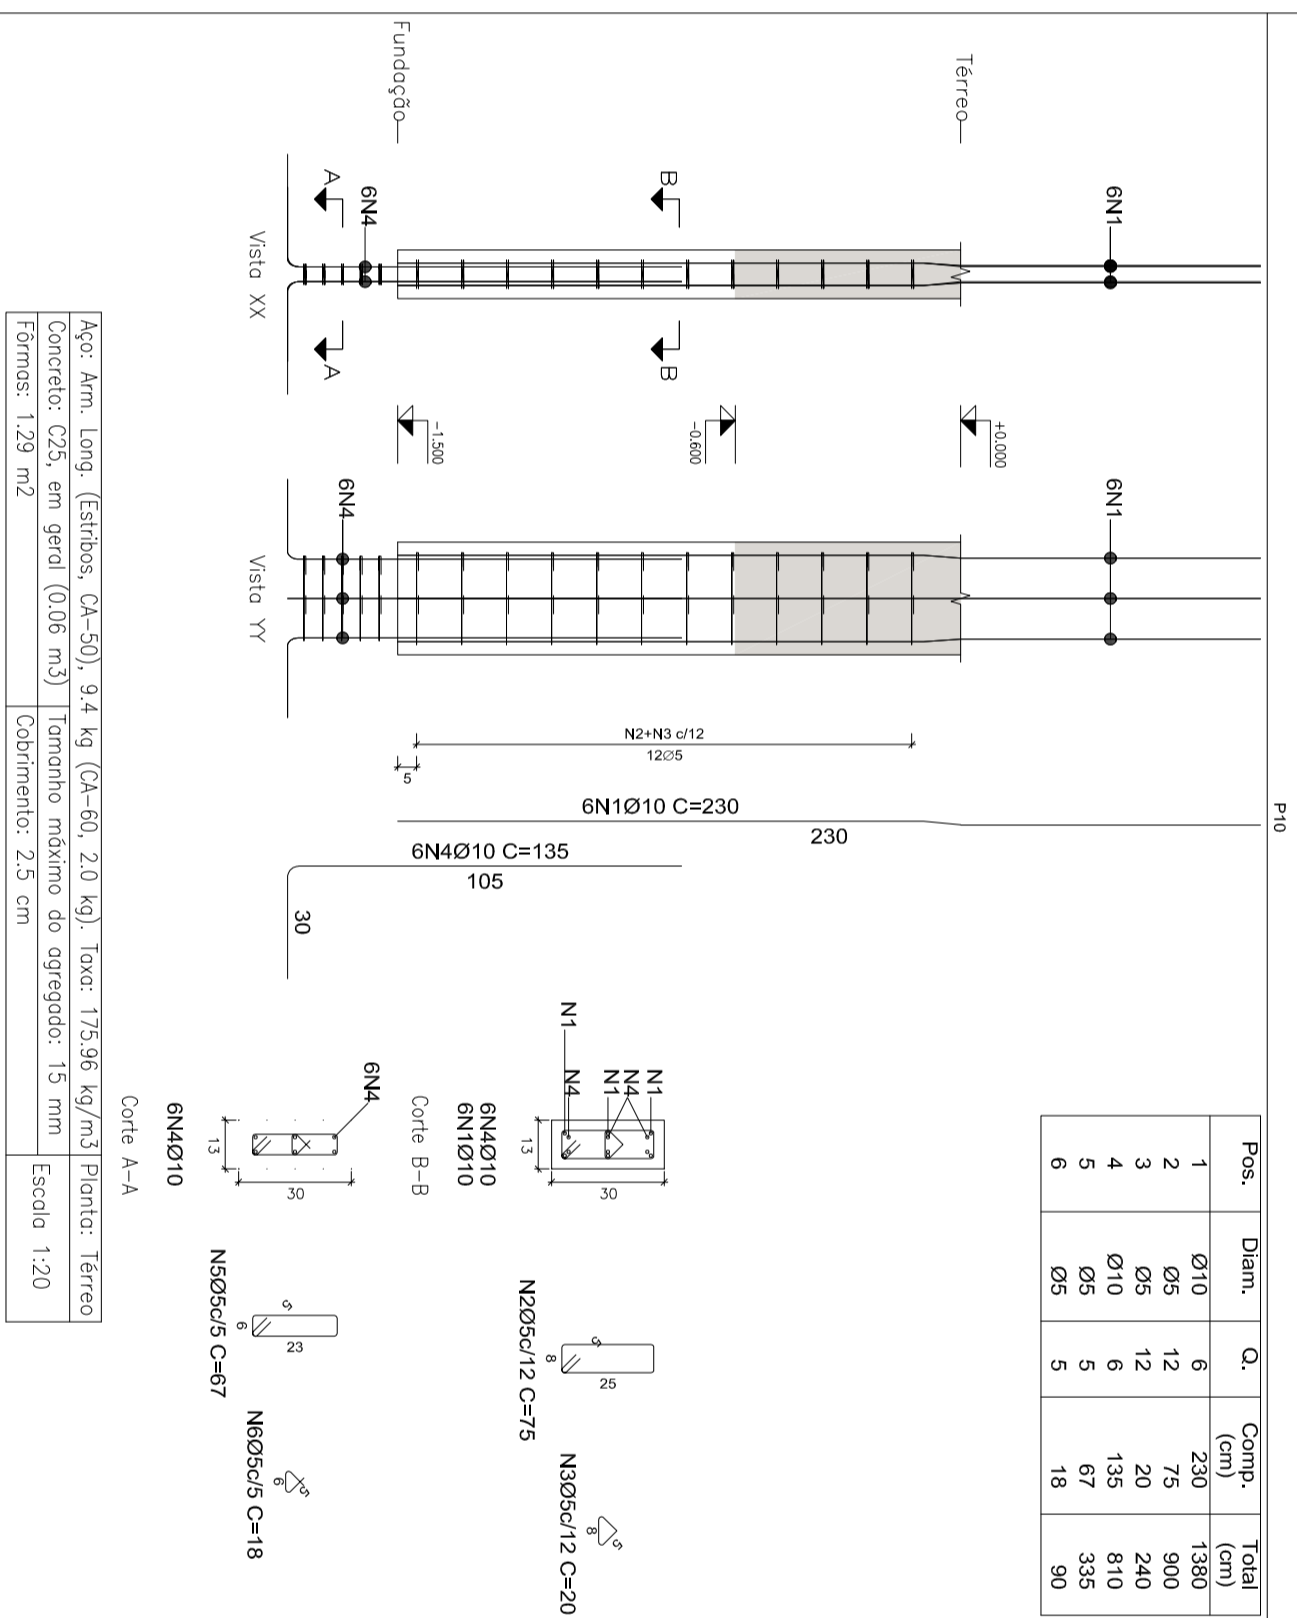 P10
Pos. Diam. Q. Comp. (cm) Total (cm)
1 Ø10 6 230 1380
2 Ø5 12 75 900
3 Ø5 12 20 240
4 Ø10 6 135 810
5 Ø5 5 67 335
6 Ø5 5 18 90
6N1
6N1
Térreo
+0.000
-0.600
B
B
Fundação
-1.500
6N4
6N4
A
A
Vista XX
Vista YY
N2+N3 c/12
12Ø5
5
6N1Ø10 C=230
230
6N4Ø10 C=135
105
30
N1
N4
N1
N4
N1
13
30
6N4Ø10
6N1Ø10
Corte B-B
5
8
25
N2Ø5c/12 C=75
5
8
N3Ø5c/12 C=20
6N4
13
30
6N4Ø10
Corte A-A
5
6
23
N5Ø5c/5 C=67
5
6
N6Ø5c/5 C=18
Aço: Arm. Long. (Estribos, CA-50), 9.4 kg (CA-60, 2.0 kg). Taxa: 175.96 kg/m3 Planta: Térreo
Concreto: C25, em geral (0.06 m3) Tamanho máximo do agregado: 15 mm Escala 1:20
Fôrmas: 1.29 m2 Cobrimento: 2.5 cm